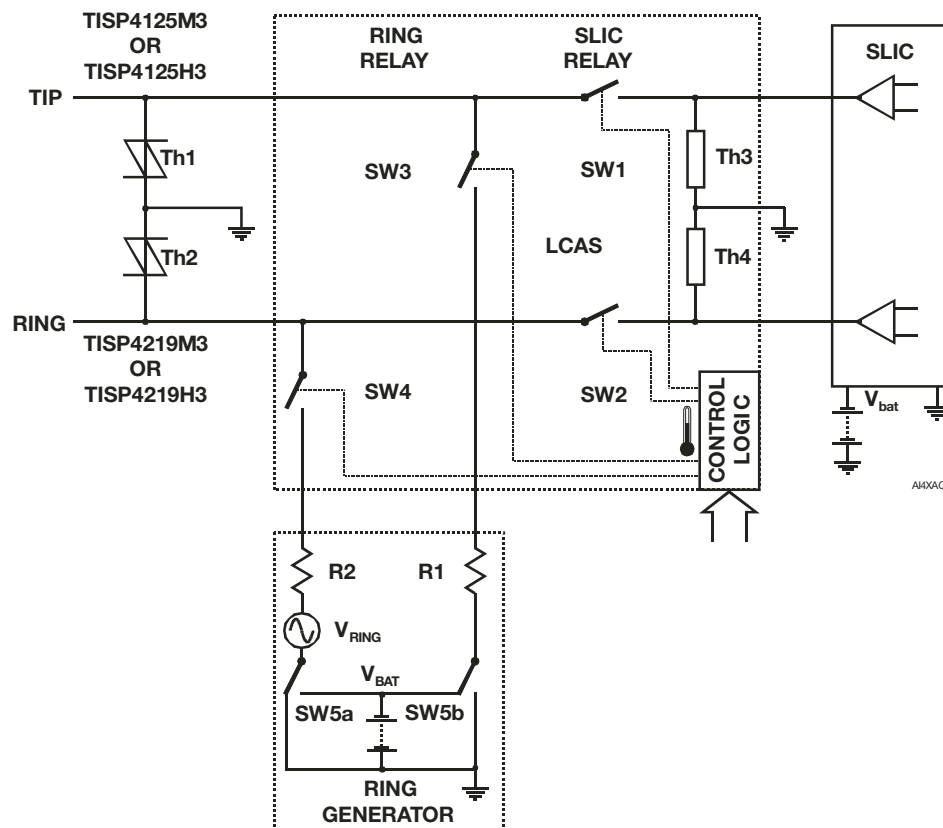 TISP4125M3
OR
TISP4125H3
RING
RELAY
SLIC
RELAY
SLIC
TIP
Th1
SW3
SW1
Th3
Th2
LCAS
Th4
RING
TISP4219M3
OR
TISP4219H3
SW4
SW2
CONTROL
LOGIC
Vbat
AI4XAC
R2
R1
VRING
VBAT
SW5a
SW5b
RING
GENERATOR